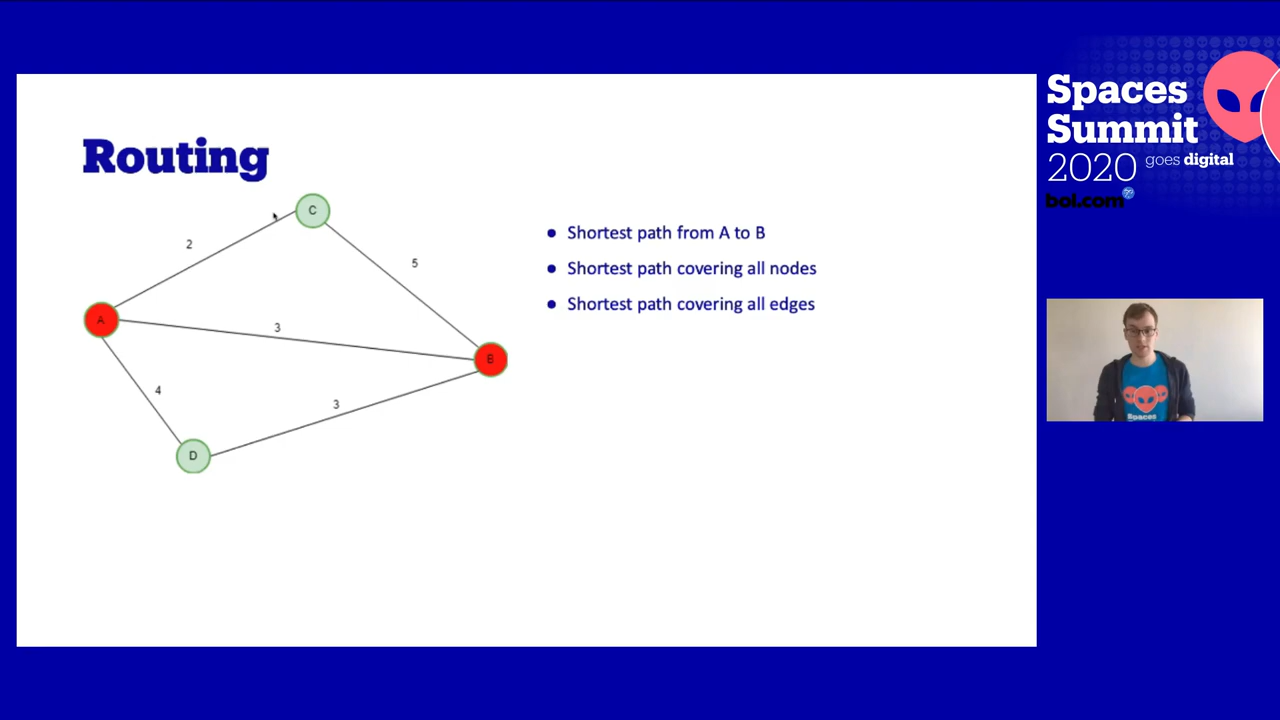 Routing
C
2
5
A
3
B
4
3
D
● Shortest path from A to B
● Shortest path covering all nodes
● Shortest path covering all edges
Spaces
Summit
2020 goes digital
bol.com
Spaces